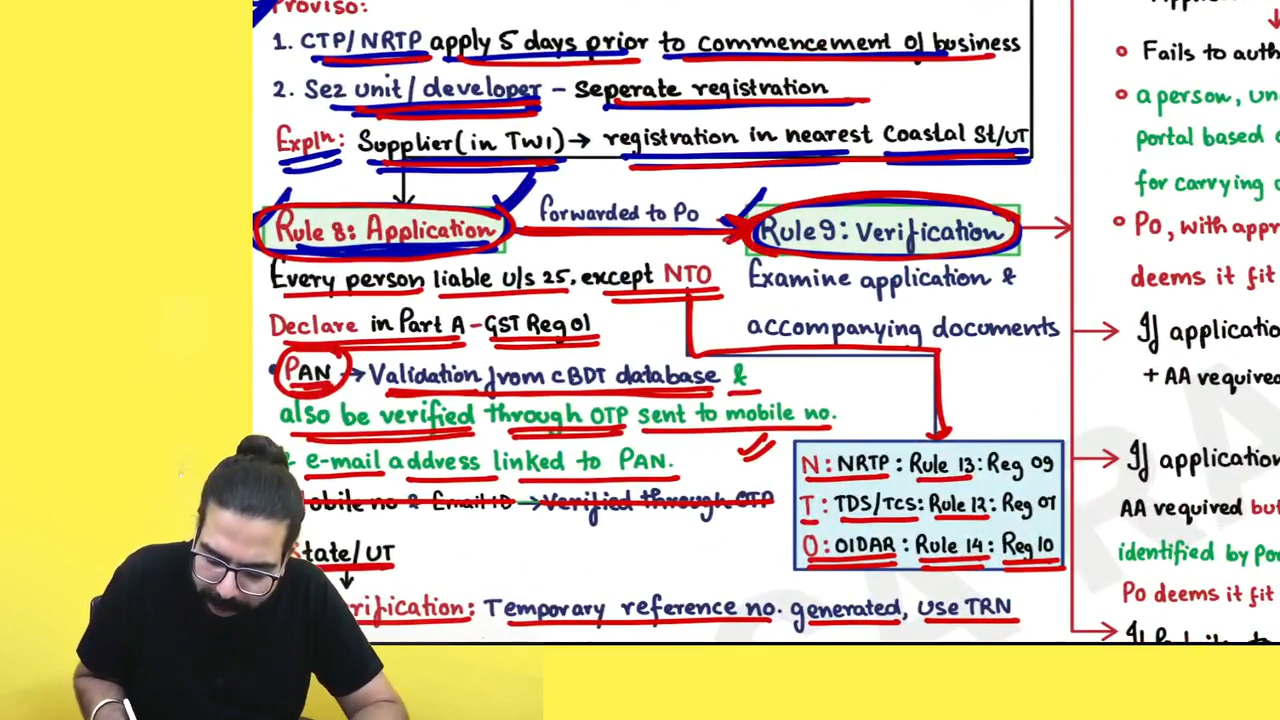 Proviso:
1. CTP/NRTP apply 5 days prior to commencement of business
2. Sez unit/developer - Seperate registration
Expln: Supplier(in TWI) → registration in nearest Coastal St/UT
Rule 8: Application
forwarded to Po
Rule 9: Verification
Every person liable u/s 25, except NTO
Declare in Part A - GST Reg 01
• PAN → Validation from CBDT database &
also be verified through OTP sent to mobile no.
e-mail address linked to PAN.
Mobile no & Email ID → Verified through OTP
State/UT
Verification: Temporary reference no. generated, Use TRN
Examine application &
accompanying documents
N: NRTP: Rule 13: Reg 09
T: TDS/TCS: Rule 12: Reg 07
O: OIDAR: Rule 14: Reg 10
Fails to auth
a person, un
portal based
for carrying
Po, with appr
deems it fit
If applicatio
+ AA required
If application
AA required but
identified by Por
Po deems it fit